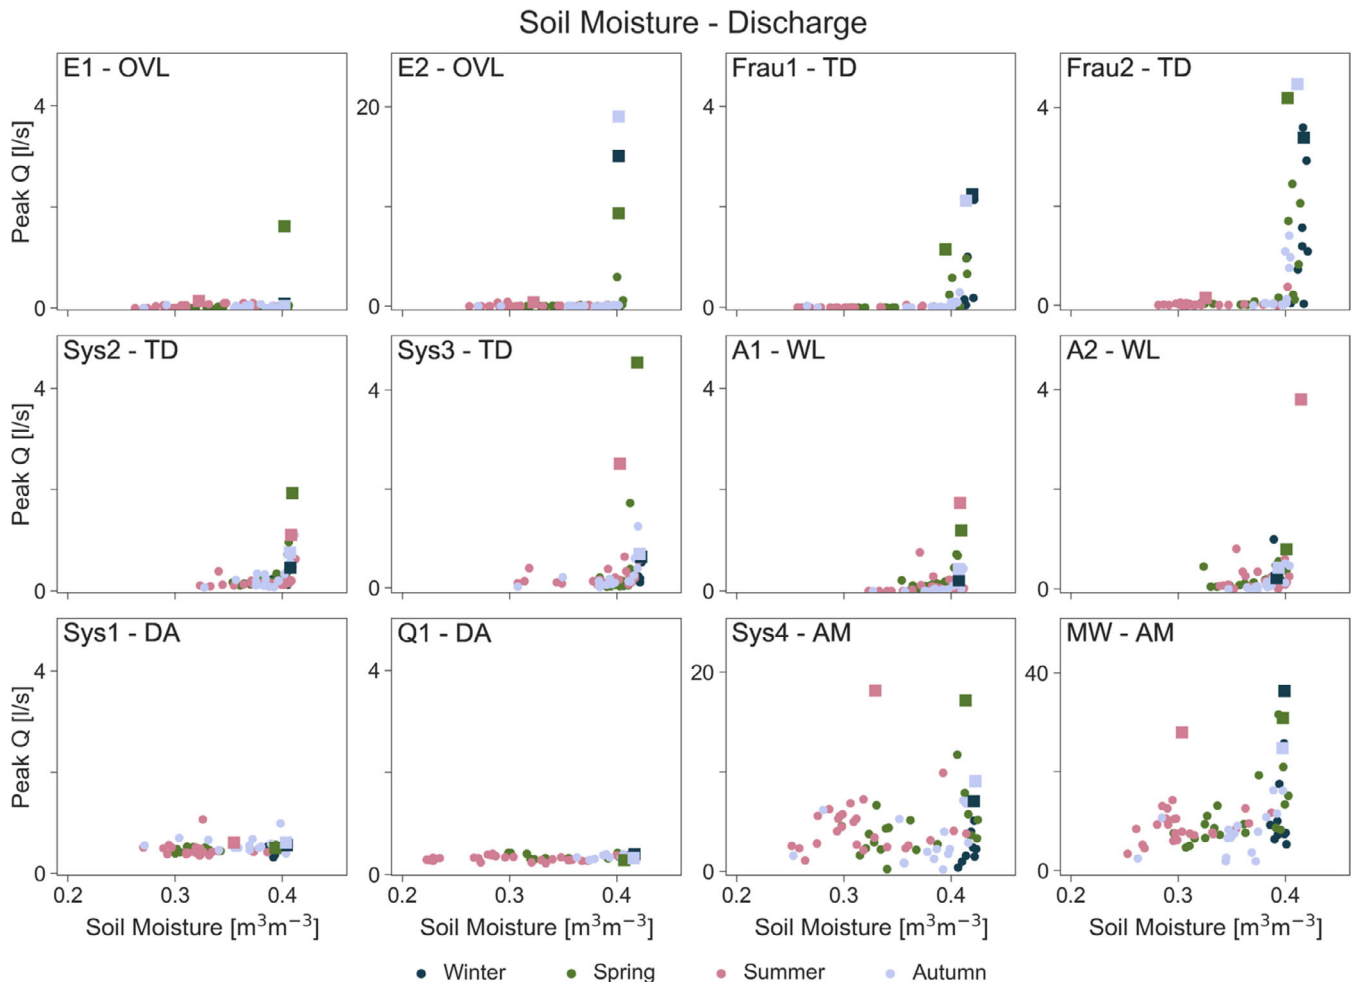 Soil Moisture - Discharge
E1 - OVL
E2 - OVL
Frau1 - TD
Frau2 - TD
Peak Q [l/s]
4
0
20
0
4
0
4
0
Sys2 - TD
Sys3 - TD
A1 - WL
A2 - WL
Peak Q [l/s]
4
0
4
0
4
0
4
0
Sys1 - DA
Q1 - DA
Sys4 - AM
MW - AM
Peak Q [l/s]
4
0
4
0
20
0
40
0
0.2 0.3 0.4
0.2 0.3 0.4
0.2 0.3 0.4
0.2 0.3 0.4
Soil Moisture [m³m⁻³]
Soil Moisture [m³m⁻³]
Soil Moisture [m³m⁻³]
Soil Moisture [m³m⁻³]
Winter Spring Summer Autumn